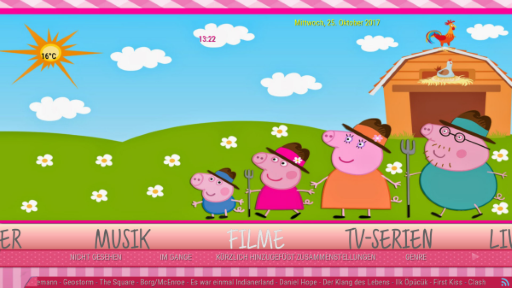 Mittwoch, 25. Oktober 2017
13:22
16°C
ER MUSIK FILME TV-SERIEN LIV
NICHT GESEHEN IM GANGE KÜRZLICH HINZUGEFÜGT ZUSAMMENSTELLUNGEN GENRE
emann - Geostorm - The Square - Borg/McEnroe - Es war einmal Indianerland - Daniel Hope - Der Klang des Lebens - First Kiss - Clash